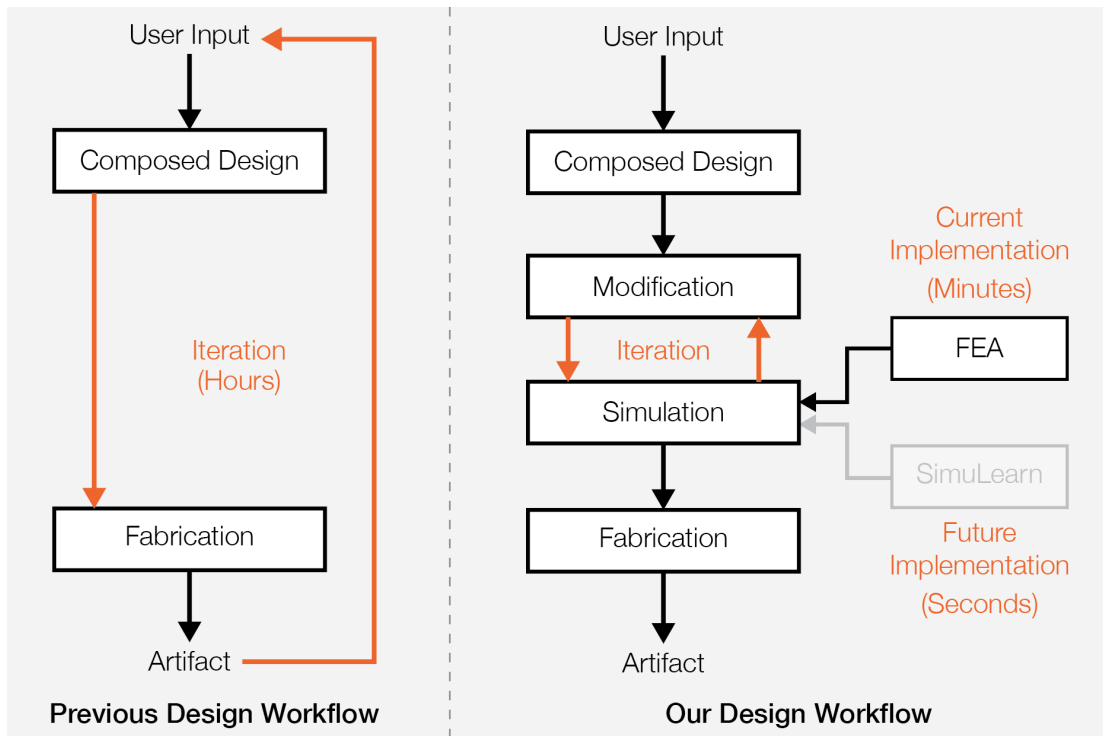 User Input
Composed Design
Iteration
(Hours)
Fabrication
Artifact
Previous Design Workflow
User Input
Composed Design
Modification
Iteration
Simulation
Fabrication
Artifact
Current
Implementation
(Minutes)
FEA
SimuLearn
Future
Implementation
(Seconds)
Our Design Workflow